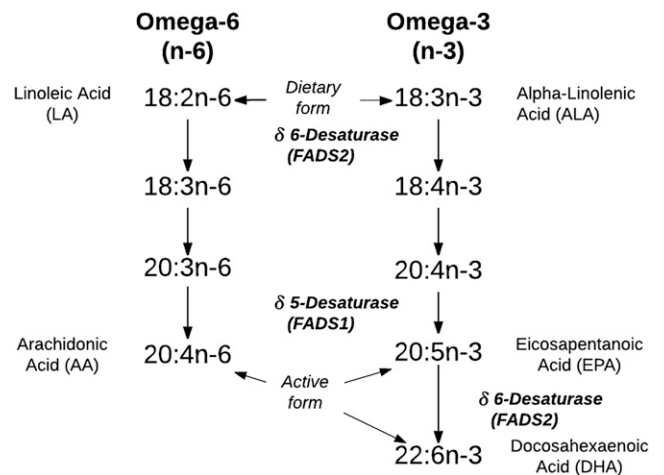 Omega-6
(n-6)
Omega-3
(n-3)
Linoleic Acid
(LA)
18:2n-6
Dietary
form
18:3n-3
Alpha-Linolenic
Acid (ALA)
δ 6-Desaturase
(FADS2)
18:3n-6
18:4n-3
20:3n-6
20:4n-3
δ 5-Desaturase
(FADS1)
Arachidonic
Acid (AA)
20:4n-6
20:5n-3
Eicosapentanoic
Acid (EPA)
Active
form
δ 6-Desaturase
(FADS2)
22:6n-3
Docosahexaenoic
Acid (DHA)